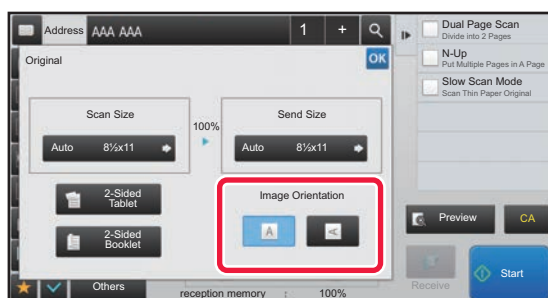 Address AAA AAA 1 +
Original OK
Scan Size
Auto 8½x11
100%
Send Size
Auto 8½x11
2-Sided
Tablet
2-Sided
Booklet
Image Orientation
A A
Others
reception memory : 100%
Dual Page Scan
Divide into 2 Pages
N-Up
Put Multiple Pages in A Page
Slow Scan Mode
Scan Thin Paper Original
Preview CA
Receive Start